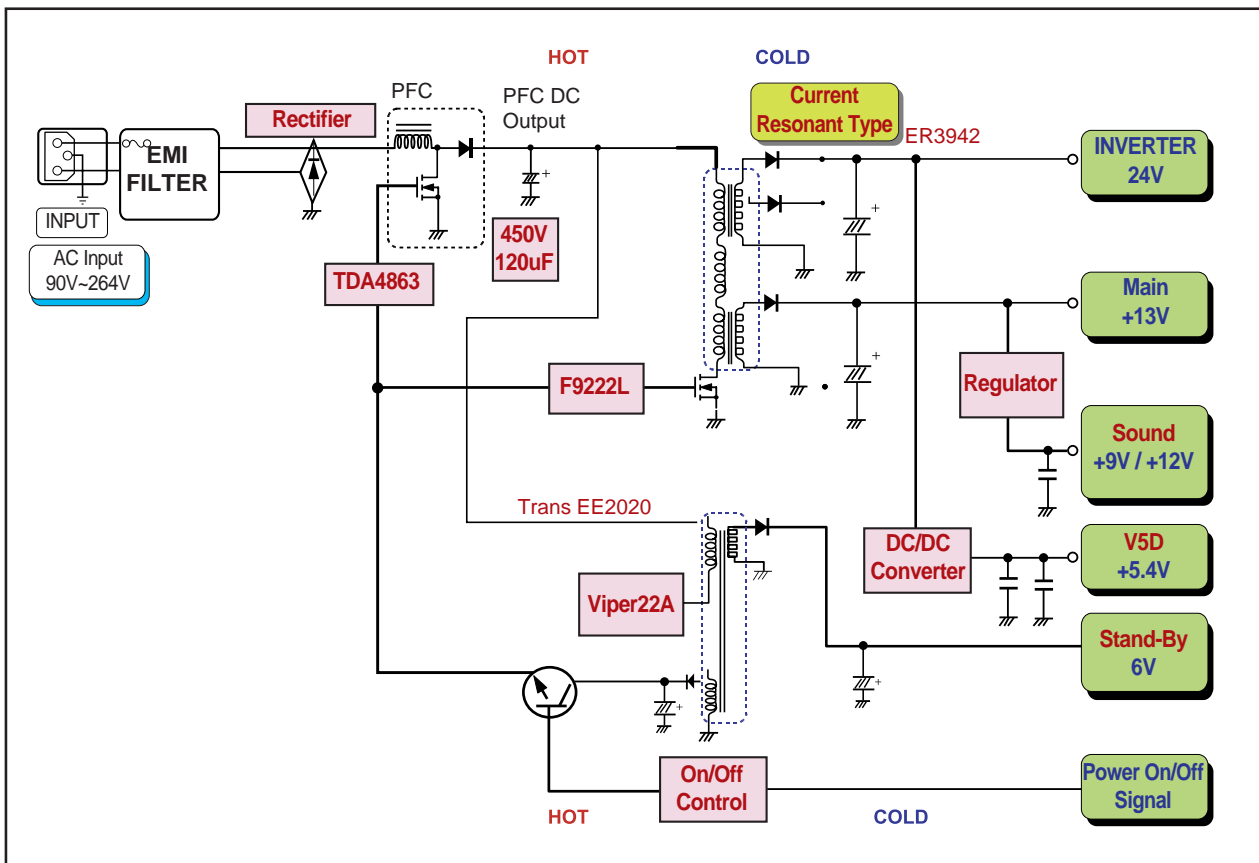 HOT
COLD
PFC
PFC DC
Output
Current
Resonant Type
ER3942
Rectifier
EMI
FILTER
INPUT
AC Input
90V~264V
450V
120uF
+
+
INVERTER
24V
TDA4863
Main
+13V
+
F9222L
Regulator
Sound
+9V / +12V
Trans EE2020
DC/DC
Converter
V5D
+5.4V
Viper22A
Stand-By
6V
+
+
On/Off
Control
Power On/Off
Signal
HOT
COLD